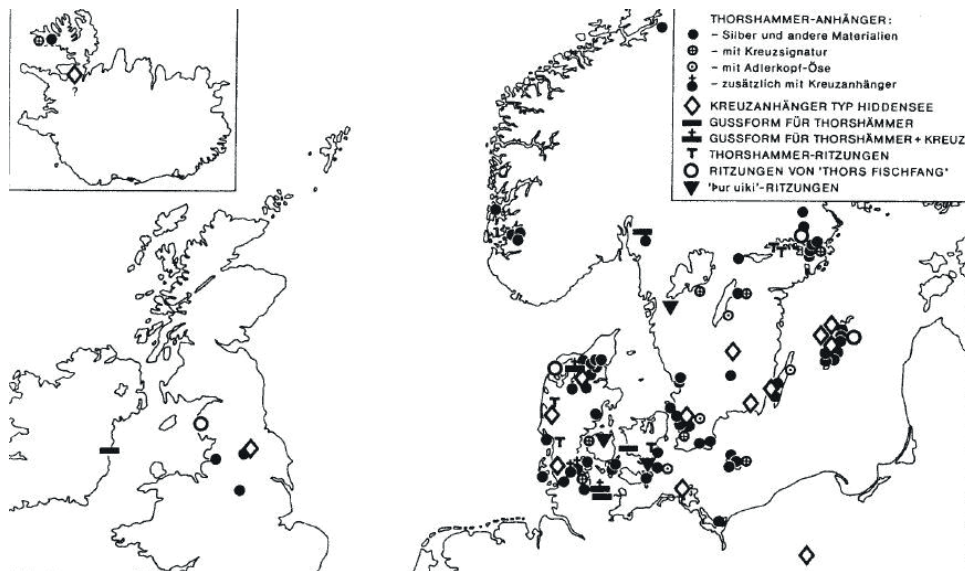 THORSHAMMER-ANHÄNGER:
– Silber und andere Materialien
– mit Kreuzsignatur
– mit Adlerkopf-Öse
– zusätzlich mit Kreuzanhänger
KREUZANHÄNGER TYP HIDDENSEE
GUSSFORM FÜR THORSHÄMMER
GUSSFORM FÜR THORSHÄMMER + KREUZ
THORSHAMMER-RITZUNGEN
RITZUNGEN VON 'THORS FISCHFANG'
'Þur uiki'-RITZUNGEN
?